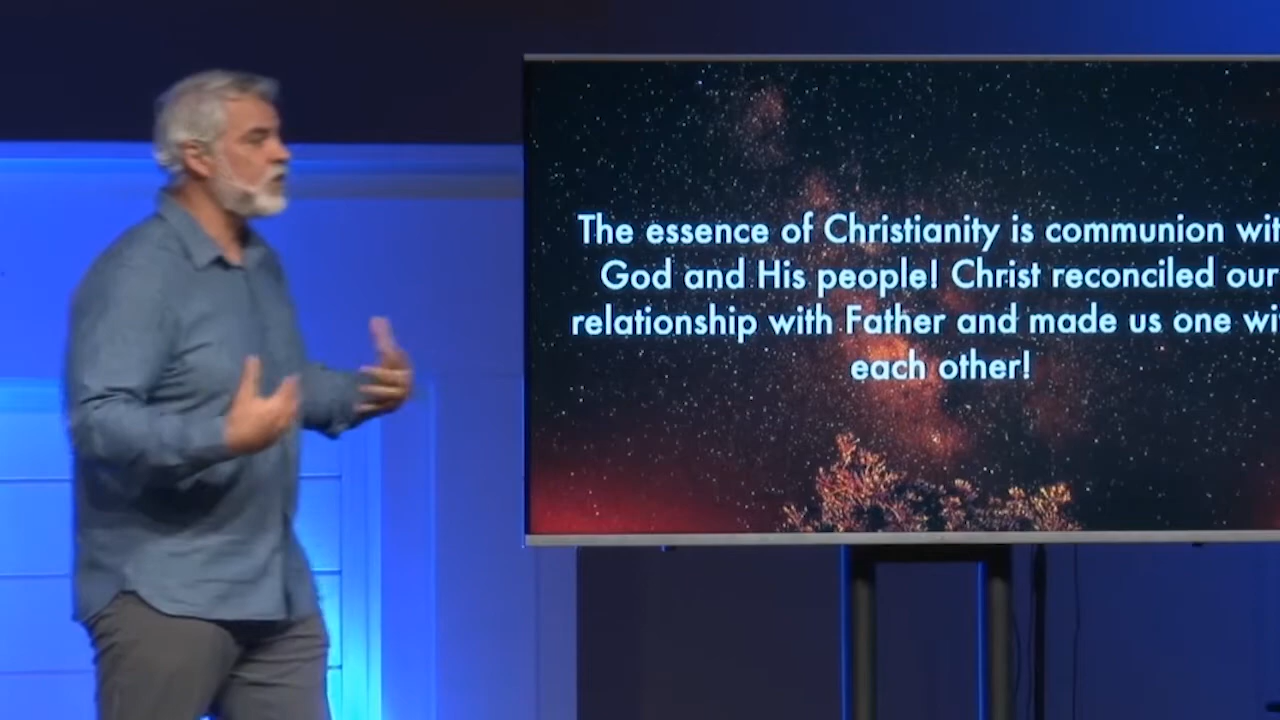 The essence of Christianity is communion wit
God and His people! Christ reconciled our
relationship with Father and made us one wi
each other!